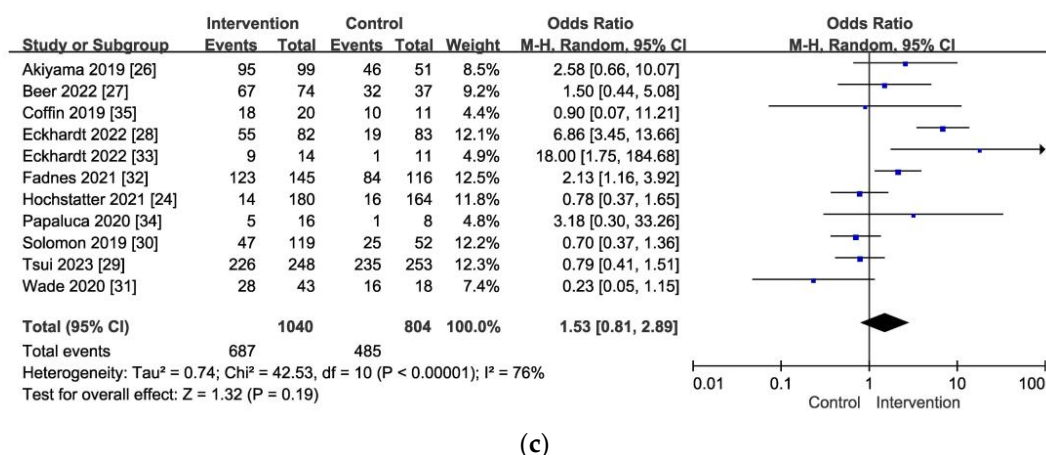 Intervention Control Odds Ratio Odds Ratio
Study or Subgroup Events Total Events Total Weight M-H, Random, 95% CI M-H, Random, 95% CI
Akiyama 2019 [26] 95 99 46 51 8.5% 2.58 [0.66, 10.07]
Beer 2022 [27] 67 74 32 37 9.2% 1.50 [0.44, 5.08]
Coffin 2019 [35] 18 20 10 11 4.4% 0.90 [0.07, 11.21]
Eckhardt 2022 [28] 55 82 19 83 12.1% 6.86 [3.45, 13.66]
Eckhardt 2022 [33] 9 14 1 11 4.9% 18.00 [1.75, 184.68]
Fadnes 2021 [32] 123 145 84 116 12.5% 2.13 [1.16, 3.92]
Hochstatter 2021 [24] 14 180 16 164 11.8% 0.78 [0.37, 1.65]
Papaluca 2020 [34] 5 16 1 8 4.8% 3.18 [0.30, 33.26]
Solomon 2019 [30] 47 119 25 52 12.2% 0.70 [0.37, 1.36]
Tsui 2023 [29] 226 248 235 253 12.3% 0.79 [0.41, 1.51]
Wade 2020 [31] 28 43 16 18 7.4% 0.23 [0.05, 1.15]
Total (95% CI) 1040 804 100.0% 1.53 [0.81, 2.89]
Total events 687 485
Heterogeneity: Tau² = 0.74; Chi² = 42.53, df = 10 (P < 0.00001); I² = 76%
Test for overall effect: Z = 1.32 (P = 0.19)
0.01 0.1 1 10 100
Control Intervention
(c)